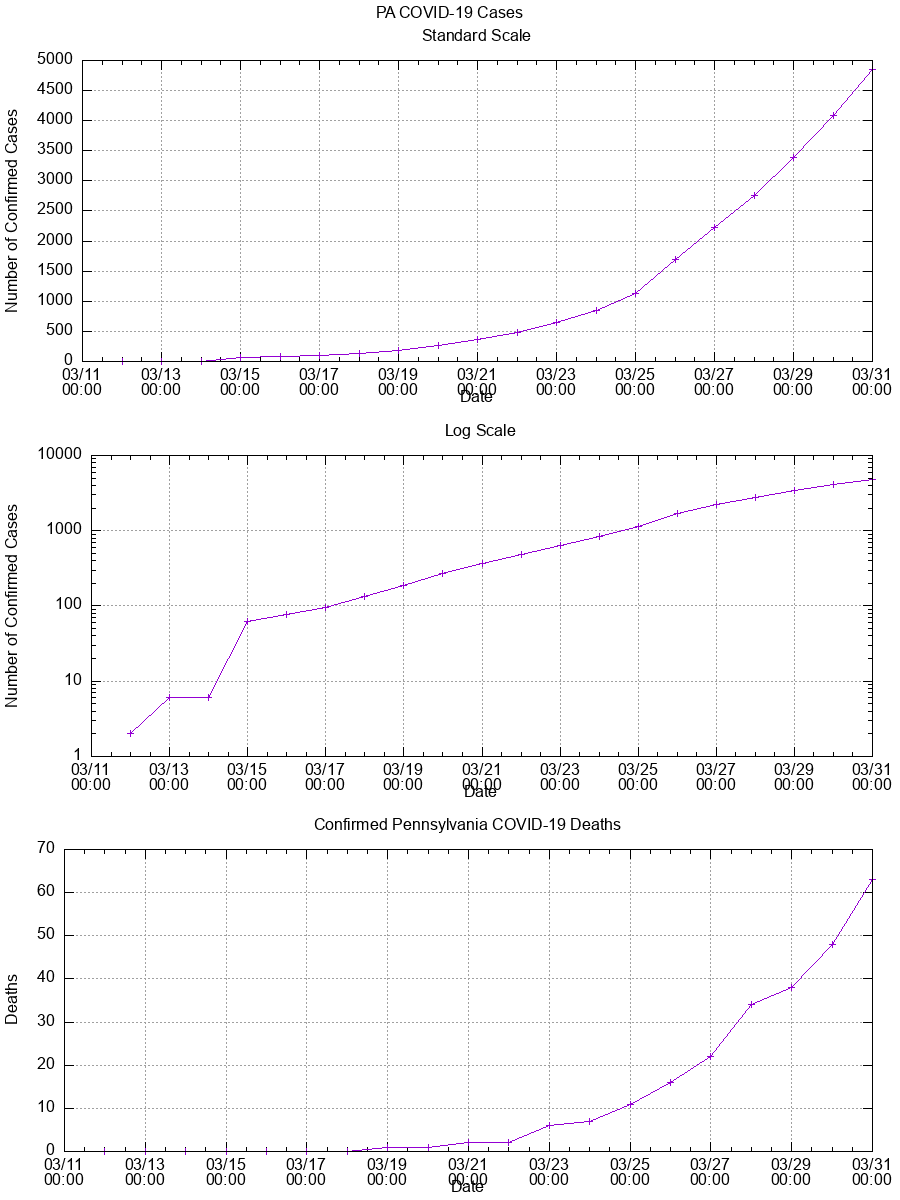 PA COVID-19 Cases
Standard Scale
5000
4500
4000
3500
3000
2500
2000
1500
1000
500
0
Number of Confirmed Cases
03/11 03/13 03/15 03/17 03/19 03/21 03/23 03/25 03/27 03/29 03/31
00:00 00:00 00:00 00:00 00:00 00:00 00:00 00:00 00:00 00:00 00:00
Date
Log Scale
10000
1000
100
10
1
Number of Confirmed Cases
03/11 03/13 03/15 03/17 03/19 03/21 03/23 03/25 03/27 03/29 03/31
00:00 00:00 00:00 00:00 00:00 00:00 00:00 00:00 00:00 00:00 00:00
Date
Confirmed Pennsylvania COVID-19 Deaths
70
60
50
40
30
20
10
0
Deaths
03/11 03/13 03/15 03/17 03/19 03/21 03/23 03/25 03/27 03/29 03/31
00:00 00:00 00:00 00:00 00:00 00:00 00:00 00:00 00:00 00:00 00:00
Date